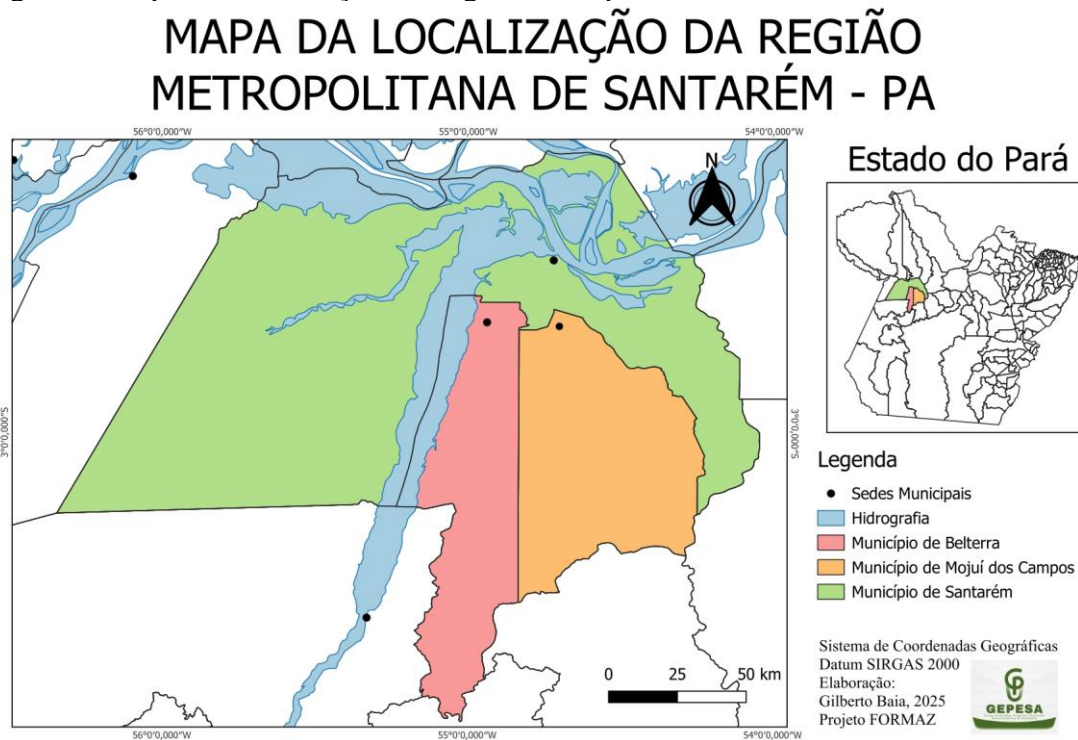 MAPA DA LOCALIZAÇÃO DA REGIÃO
METROPOLITANA DE SANTARÉM - PA
56°0'0,000"W
55°0'0,000"W
54°0'0,000"W
N
3°0'0,000"S
3°0'0,000"S
0 25 50 km
56°0'0,000"W
55°0'0,000"W
54°0'0,000"W
Estado do Pará
Legenda
Sedes Municipais
Hidrografia
Município de Belterra
Município de Mojuí dos Campos
Município de Santarém
Sistema de Coordenadas Geográficas
Datum SIRGAS 2000
Elaboração:
Gilberto Baia, 2025
Projeto FORMAZ
GEPESA